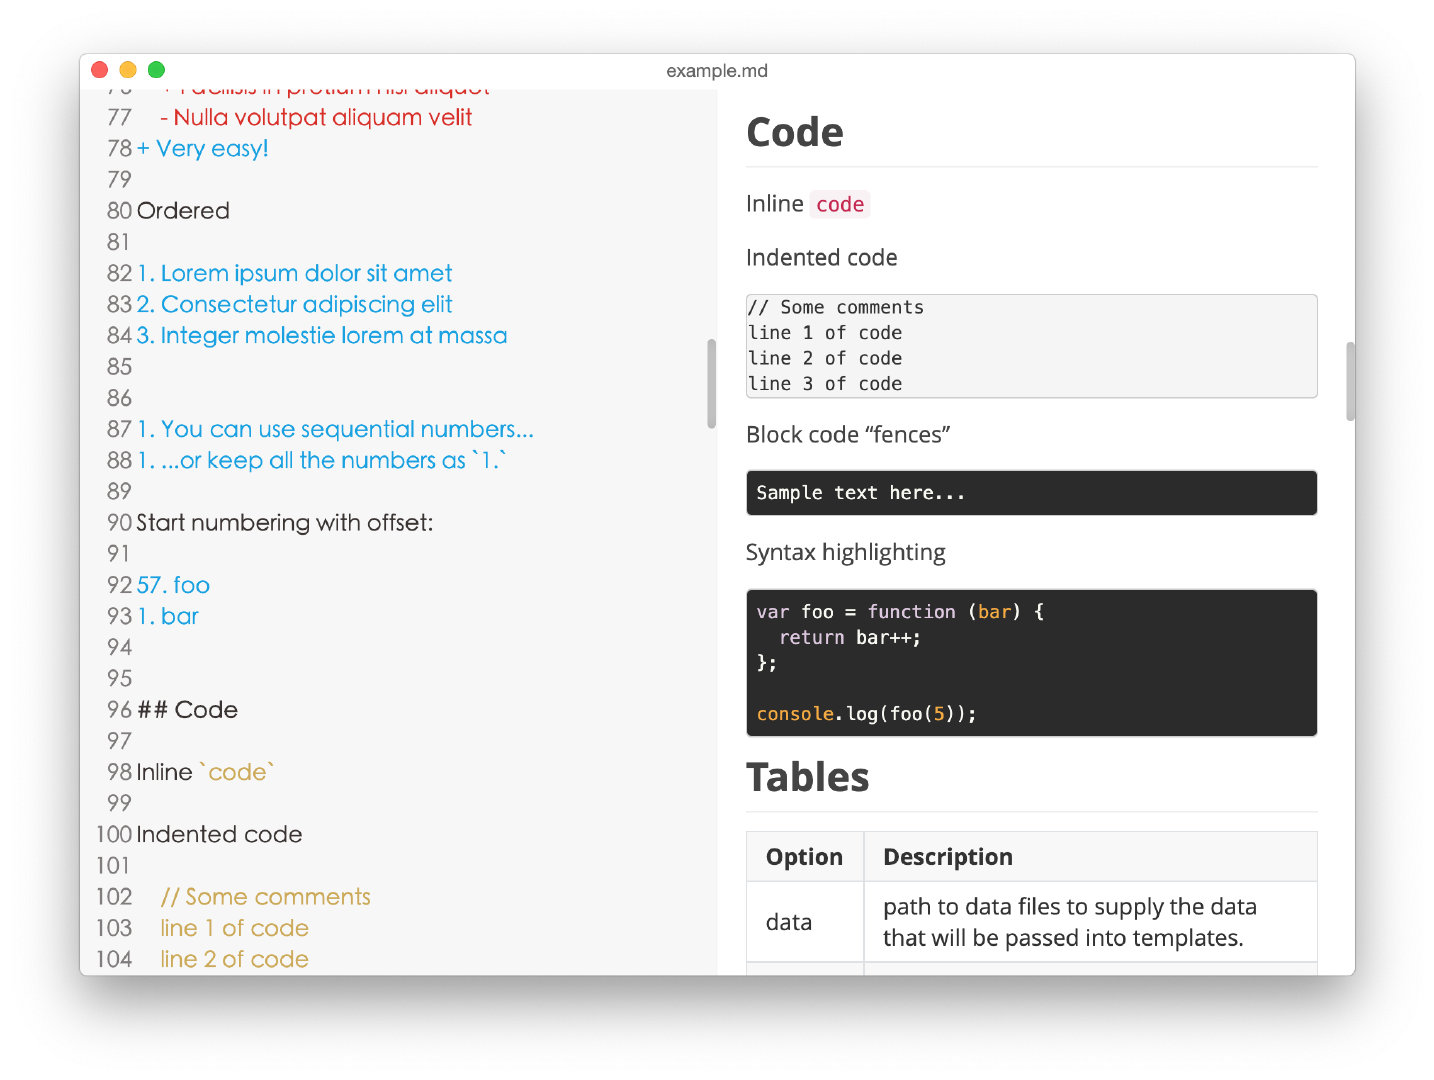 example.md
77 - Nulla volutpat aliquam velit
78 + Very easy!
79
80 Ordered
81
82 1. Lorem ipsum dolor sit amet
83 2. Consectetur adipiscing elit
84 3. Integer molestie lorem at massa
85
86
87 1. You can use sequential numbers...
88 1. ...or keep all the numbers as `1.`
89
90 Start numbering with offset:
91
92 57. foo
93 1. bar
94
95
96 ## Code
97
98 Inline `code`
99
100 Indented code
101
102 // Some comments
103 line 1 of code
104 line 2 of code
Code
Inline code
Indented code
// Some comments
line 1 of code
line 2 of code
line 3 of code
Block code “fences”
Sample text here...
Syntax highlighting
var foo = function (bar) {
  return bar++;
};

console.log(foo(5));
Tables
Option Description
data path to data files to supply the data
that will be passed into templates.